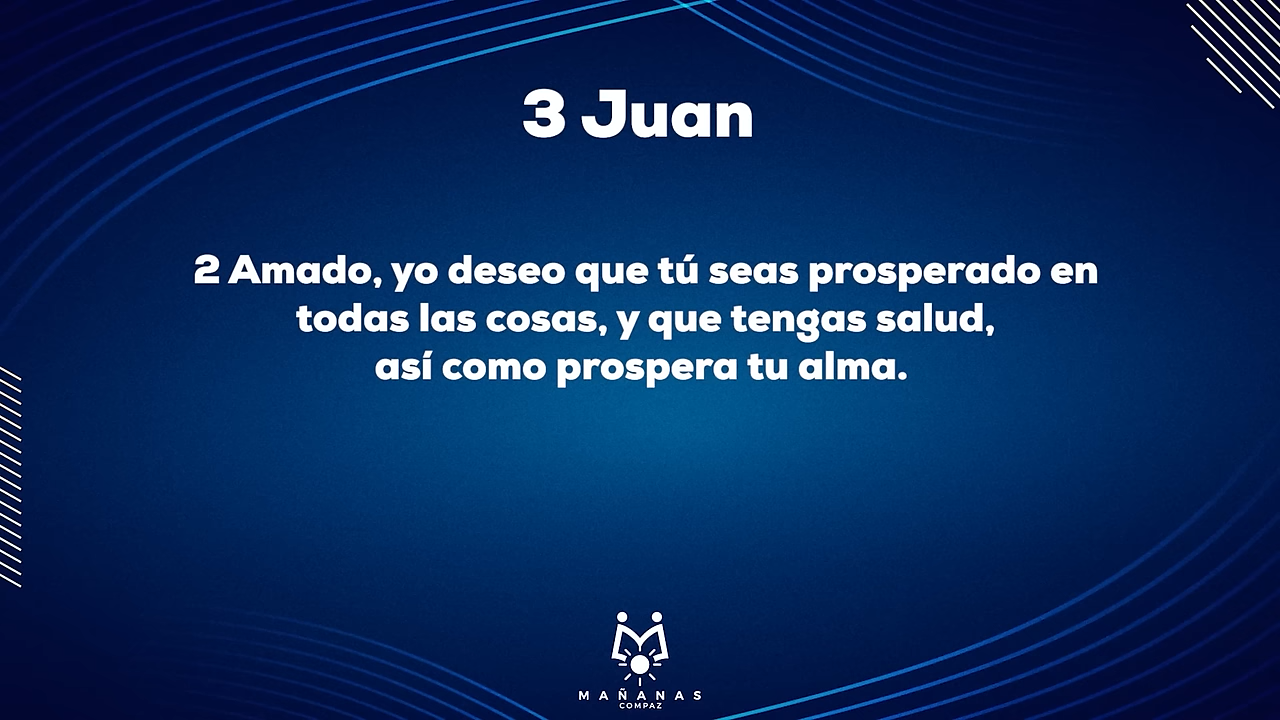 3 Juan
2 Amado, yo deseo que tú seas prosperado en
todas las cosas, y que tengas salud,
así como prospera tu alma.
MAÑANAS
COMPAZ